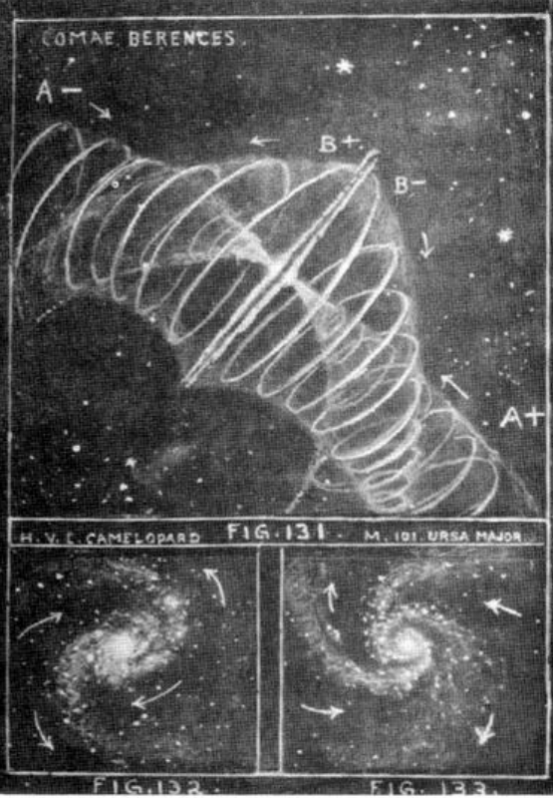 COMAE BERENCES.
A-
B+
B-
A+
FIG. 131.
H. V. C. CAMELOPARD
M. 101. URSA MAJOR
FIG. 132.
FIG. 133.